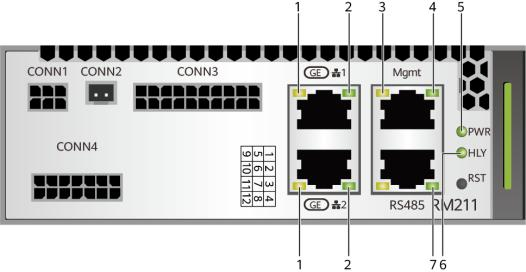 1 2 3 4 5
CONN1 CONN2 CONN3 GE 1 Mgmt
PWR
CONN4 HLY
RST
1 2 3 4
5 6 7 8
9 10 11 12
GE 2 RS485 RM211
1 2 7 6